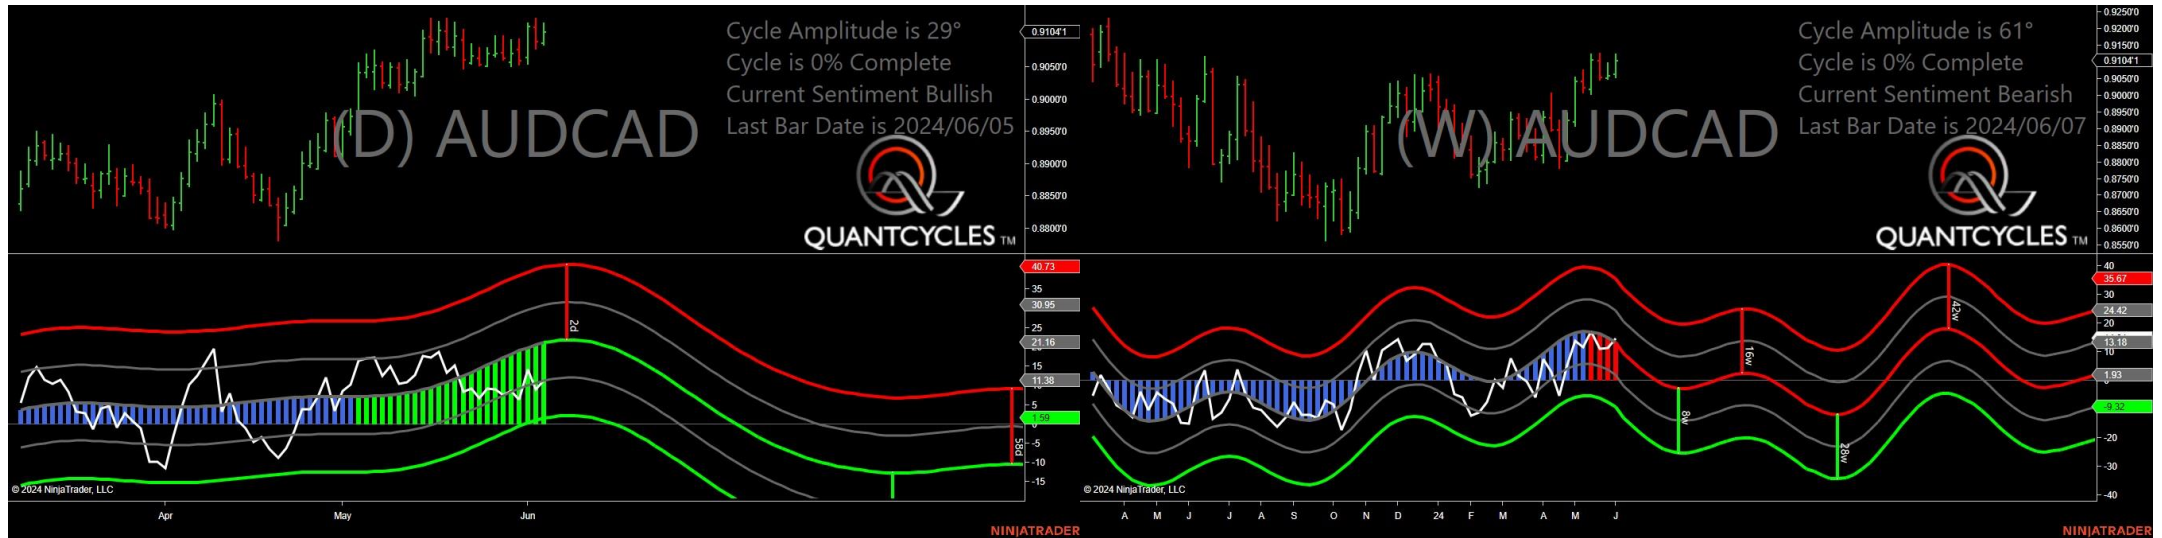 Cycle Amplitude is 29°
Cycle is 0% Complete
Current Sentiment Bullish
Last Bar Date is 2024/06/05
(D) AUDCAD
QUANTCYCLES TM
0.9104'1
0.9050'0
0.9000'0
0.8950'0
0.8900'0
0.8850'0
0.8800'0
40.73
35
30.95
25
21.16
15
11.38
5
1.59
0
-5
-10
-15
2d
58d
© 2024 NinjaTrader, LLC
Apr May Jun
NINJATRADER
Cycle Amplitude is 61°
Cycle is 0% Complete
Current Sentiment Bearish
Last Bar Date is 2024/06/07
(W) AUDCAD
QUANTCYCLES TM
0.9250'0
0.9200'0
0.9150'0
0.9104'1
0.9050'0
0.9000'0
0.8950'0
0.8900'0
0.8800'0
0.8750'0
0.8700'0
0.8650'0
0.8600'0
0.8550'0
40
35.67
30
24.42
20
13.18
10
1.93
-9.32
-20
-30
-40
8w
16w
28w
42w
© 2024 NinjaTrader, LLC
A M J J A S O N D 24 F M A M J
NINJATRADER